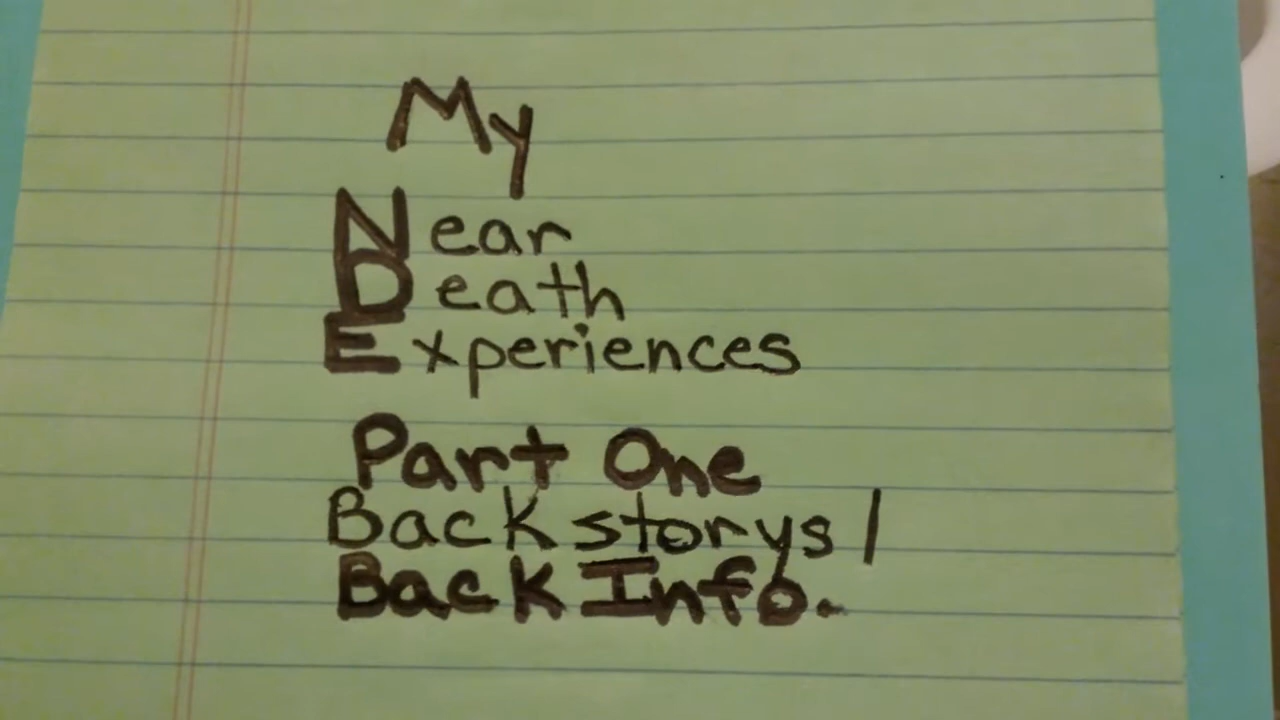 My
Near
Death
Experiences
Part One
Backstorys/
Back Info.